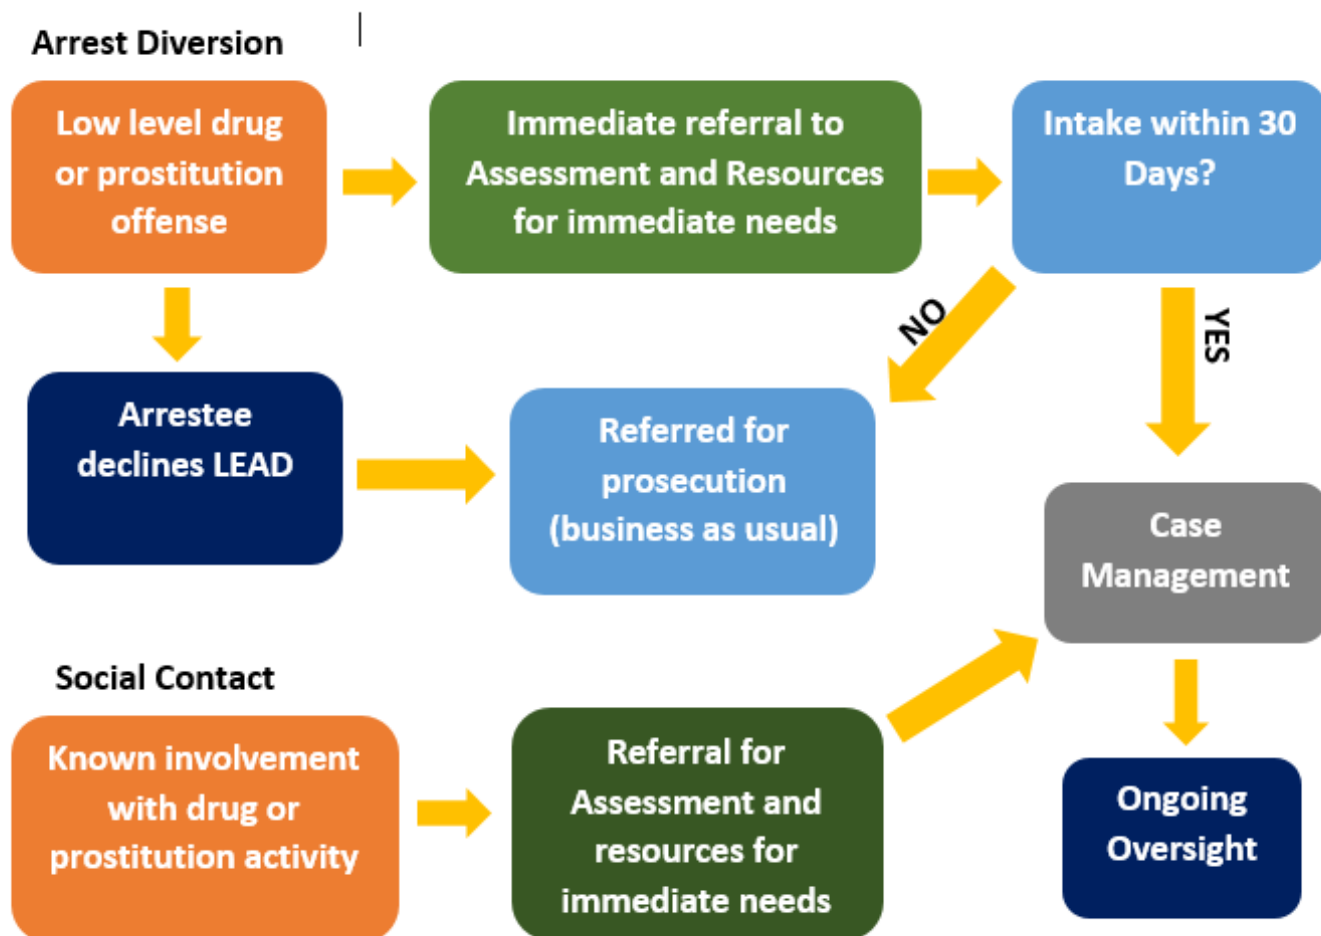 Arrest Diversion
Low level drug
or prostitution
offense
Immediate referral to
Assessment and Resources
for immediate needs
Intake within 30
Days?
NO
YES
Arrestee
declines LEAD
Referred for
prosecution
(business as usual)
Case
Management
Social Contact
Known involvement
with drug or
prostitution activity
Referral for
Assessment and
resources for
immediate needs
Ongoing
Oversight